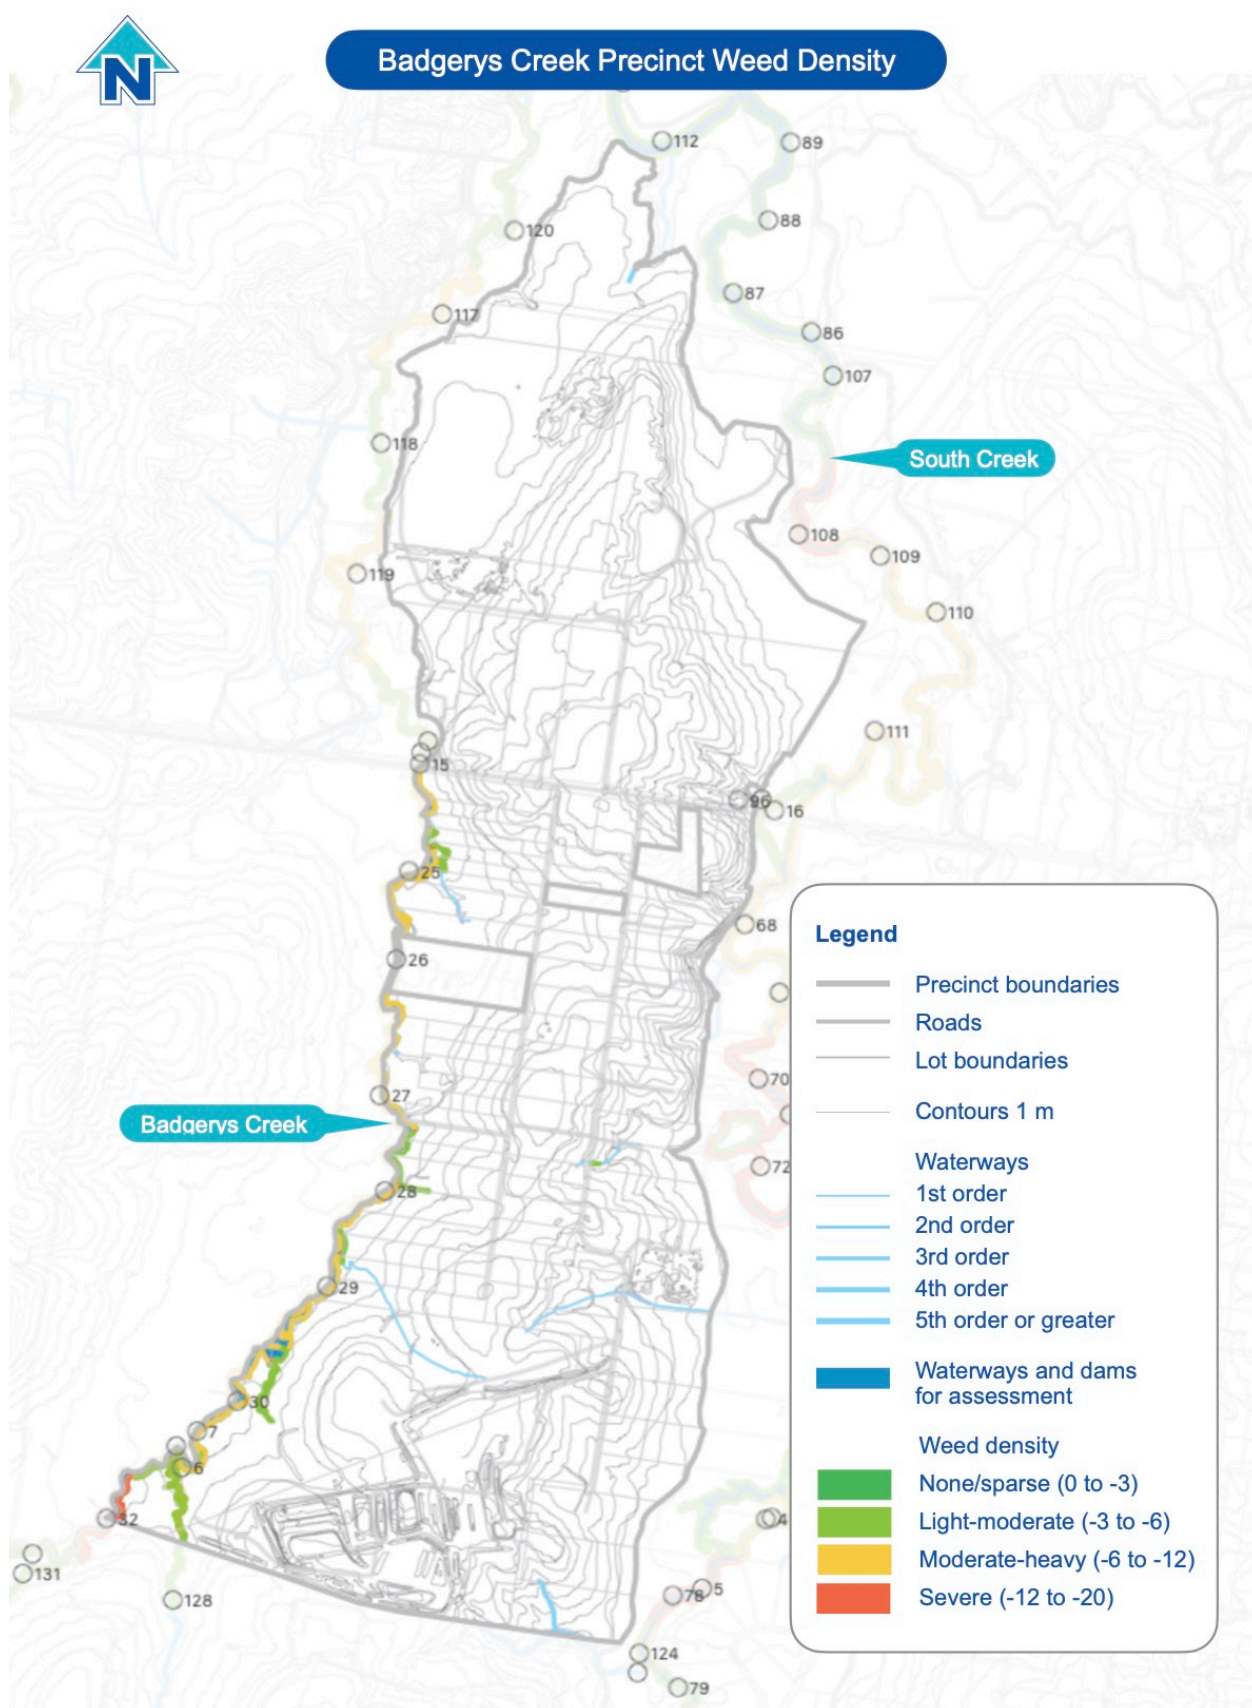 N
Badgerys Creek Precinct Weed Density
112
89
120
88
87
117
86
107
118
South Creek
108
109
119
110
111
15
96
16
25
68
26
70
27
Badgerys Creek
72
28
29
30
7
6
32
4
131
128
78
5
124
79
Legend
Precinct boundaries
Roads
Lot boundaries
Contours 1 m
Waterways
1st order
2nd order
3rd order
4th order
5th order or greater
Waterways and dams
for assessment
Weed density
None/sparse (0 to -3)
Light-moderate (-3 to -6)
Moderate-heavy (-6 to -12)
Severe (-12 to -20)